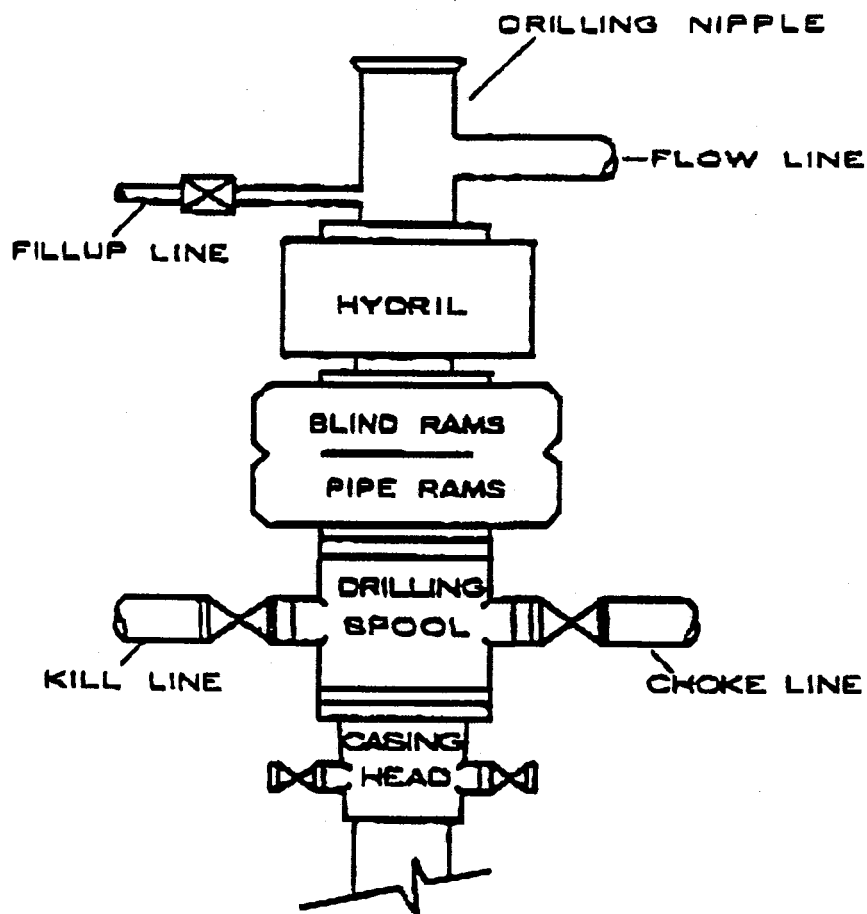 DRILLING NIPPLE
FLOW LINE
FILLUP LINE
HYDRIL
BLIND RAMS
PIPE RAMS
DRILLING
SPOOL
KILL LINE
CHOKE LINE
CASING
HEAD